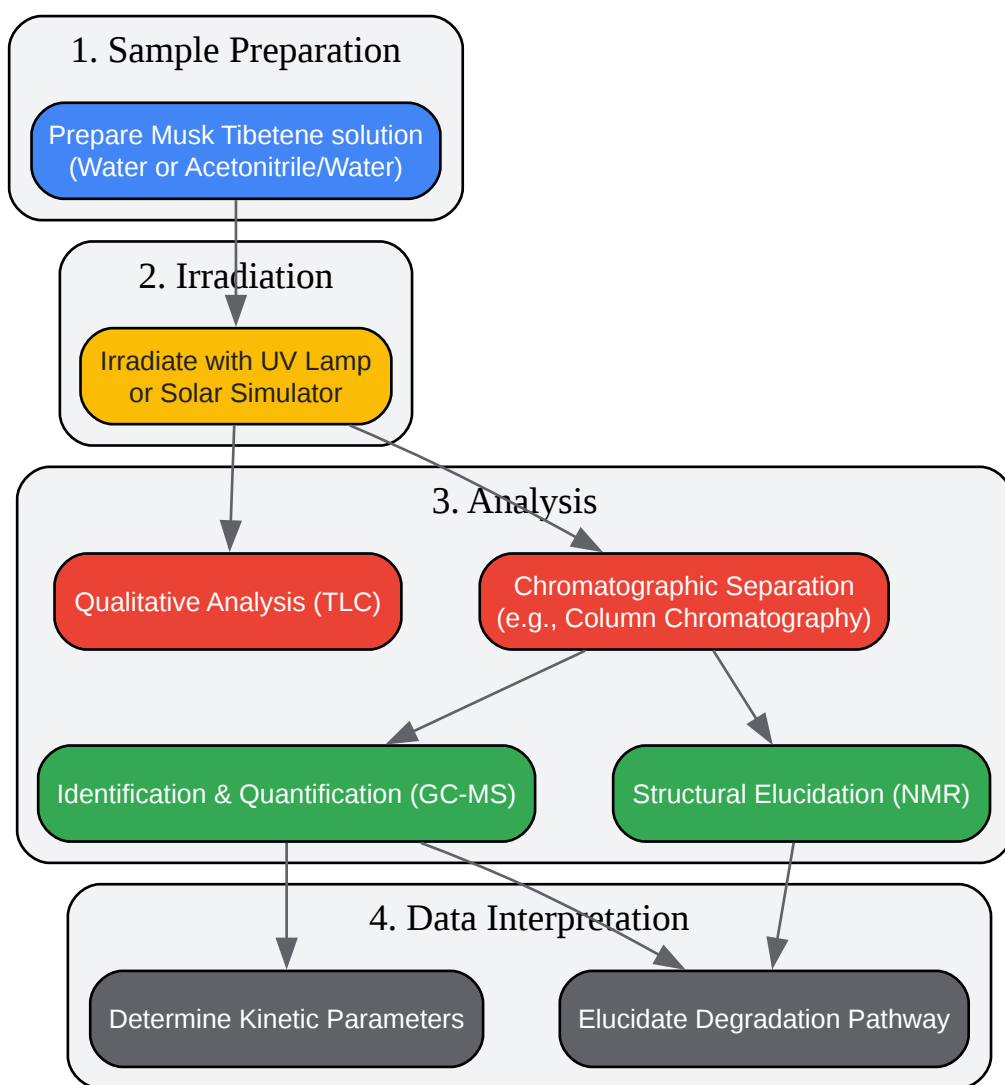 1. Sample Preparation
Prepare Musk Tibetene solution
(Water or Acetonitrile/Water)
2. Irradiation
Irradiate with UV Lamp
or Solar Simulator
3. Analysis
Qualitative Analysis (TLC)
Chromatographic Separation
(e.g., Column Chromatography)
Identification & Quantification (GC-MS)
Structural Elucidation (NMR)
4. Data Interpretation
Determine Kinetic Parameters
Elucidate Degradation Pathway